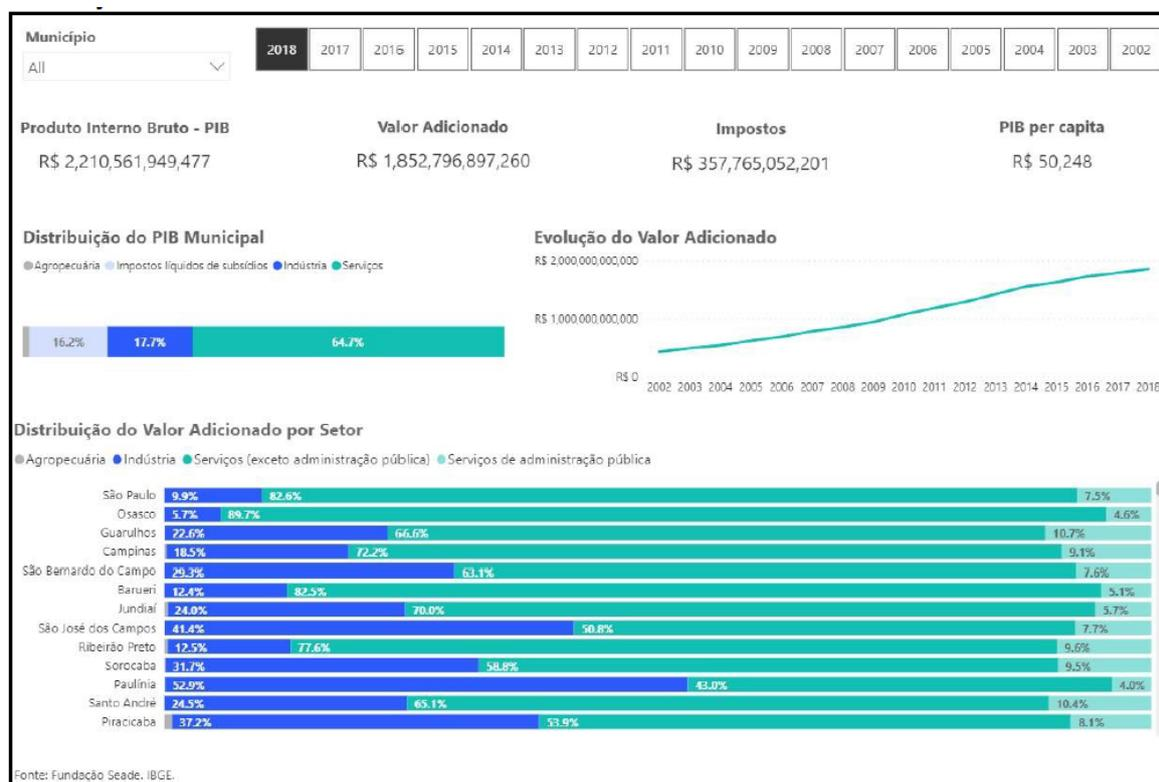 Município
All
2018 2017 2016 2015 2014 2013 2012 2011 2010 2009 2008 2007 2006 2005 2004 2003 2002
Produto Interno Bruto - PIB
R$ 2,210,561,949,477
Valor Adicionado
R$ 1,852,796,897,260
Impostos
R$ 357,765,052,201
PIB per capita
R$ 50,248
Distribuição do PIB Municipal
Agropecuária Impostos líquidos de subsídios Indústria Serviços
16.2% 17.7% 64.7%
Evolução do Valor Adicionado
R$ 2,000,000,000,000
R$ 1,000,000,000,000
R$ 0
2002 2003 2004 2005 2006 2007 2008 2009 2010 2011 2012 2013 2014 2015 2016 2017 2018
Distribuição do Valor Adicionado por Setor
Agropecuária Indústria Serviços (exceto administração pública) Serviços de administração pública
São Paulo 9.9% 82.6% 7.5%
Osasco 5.7% 89.7% 4.6%
Guarulhos 22.6% 66.6% 10.7%
Campinas 18.5% 72.2% 9.1%
São Bernardo do Campo 29.3% 63.1% 7.6%
Barueri 12.4% 82.5% 5.1%
Jundiaí 24.0% 70.0% 5.7%
São José dos Campos 41.4% 50.8% 7.7%
Ribeirão Preto 12.5% 77.6% 9.6%
Sorocaba 31.7% 58.8% 9.5%
Paulínia 52.9% 43.0% 4.0%
Santo André 24.5% 65.1% 10.4%
Piracicaba 37.2% 53.9% 8.1%
Fonte: Fundação Seade. IBGE.